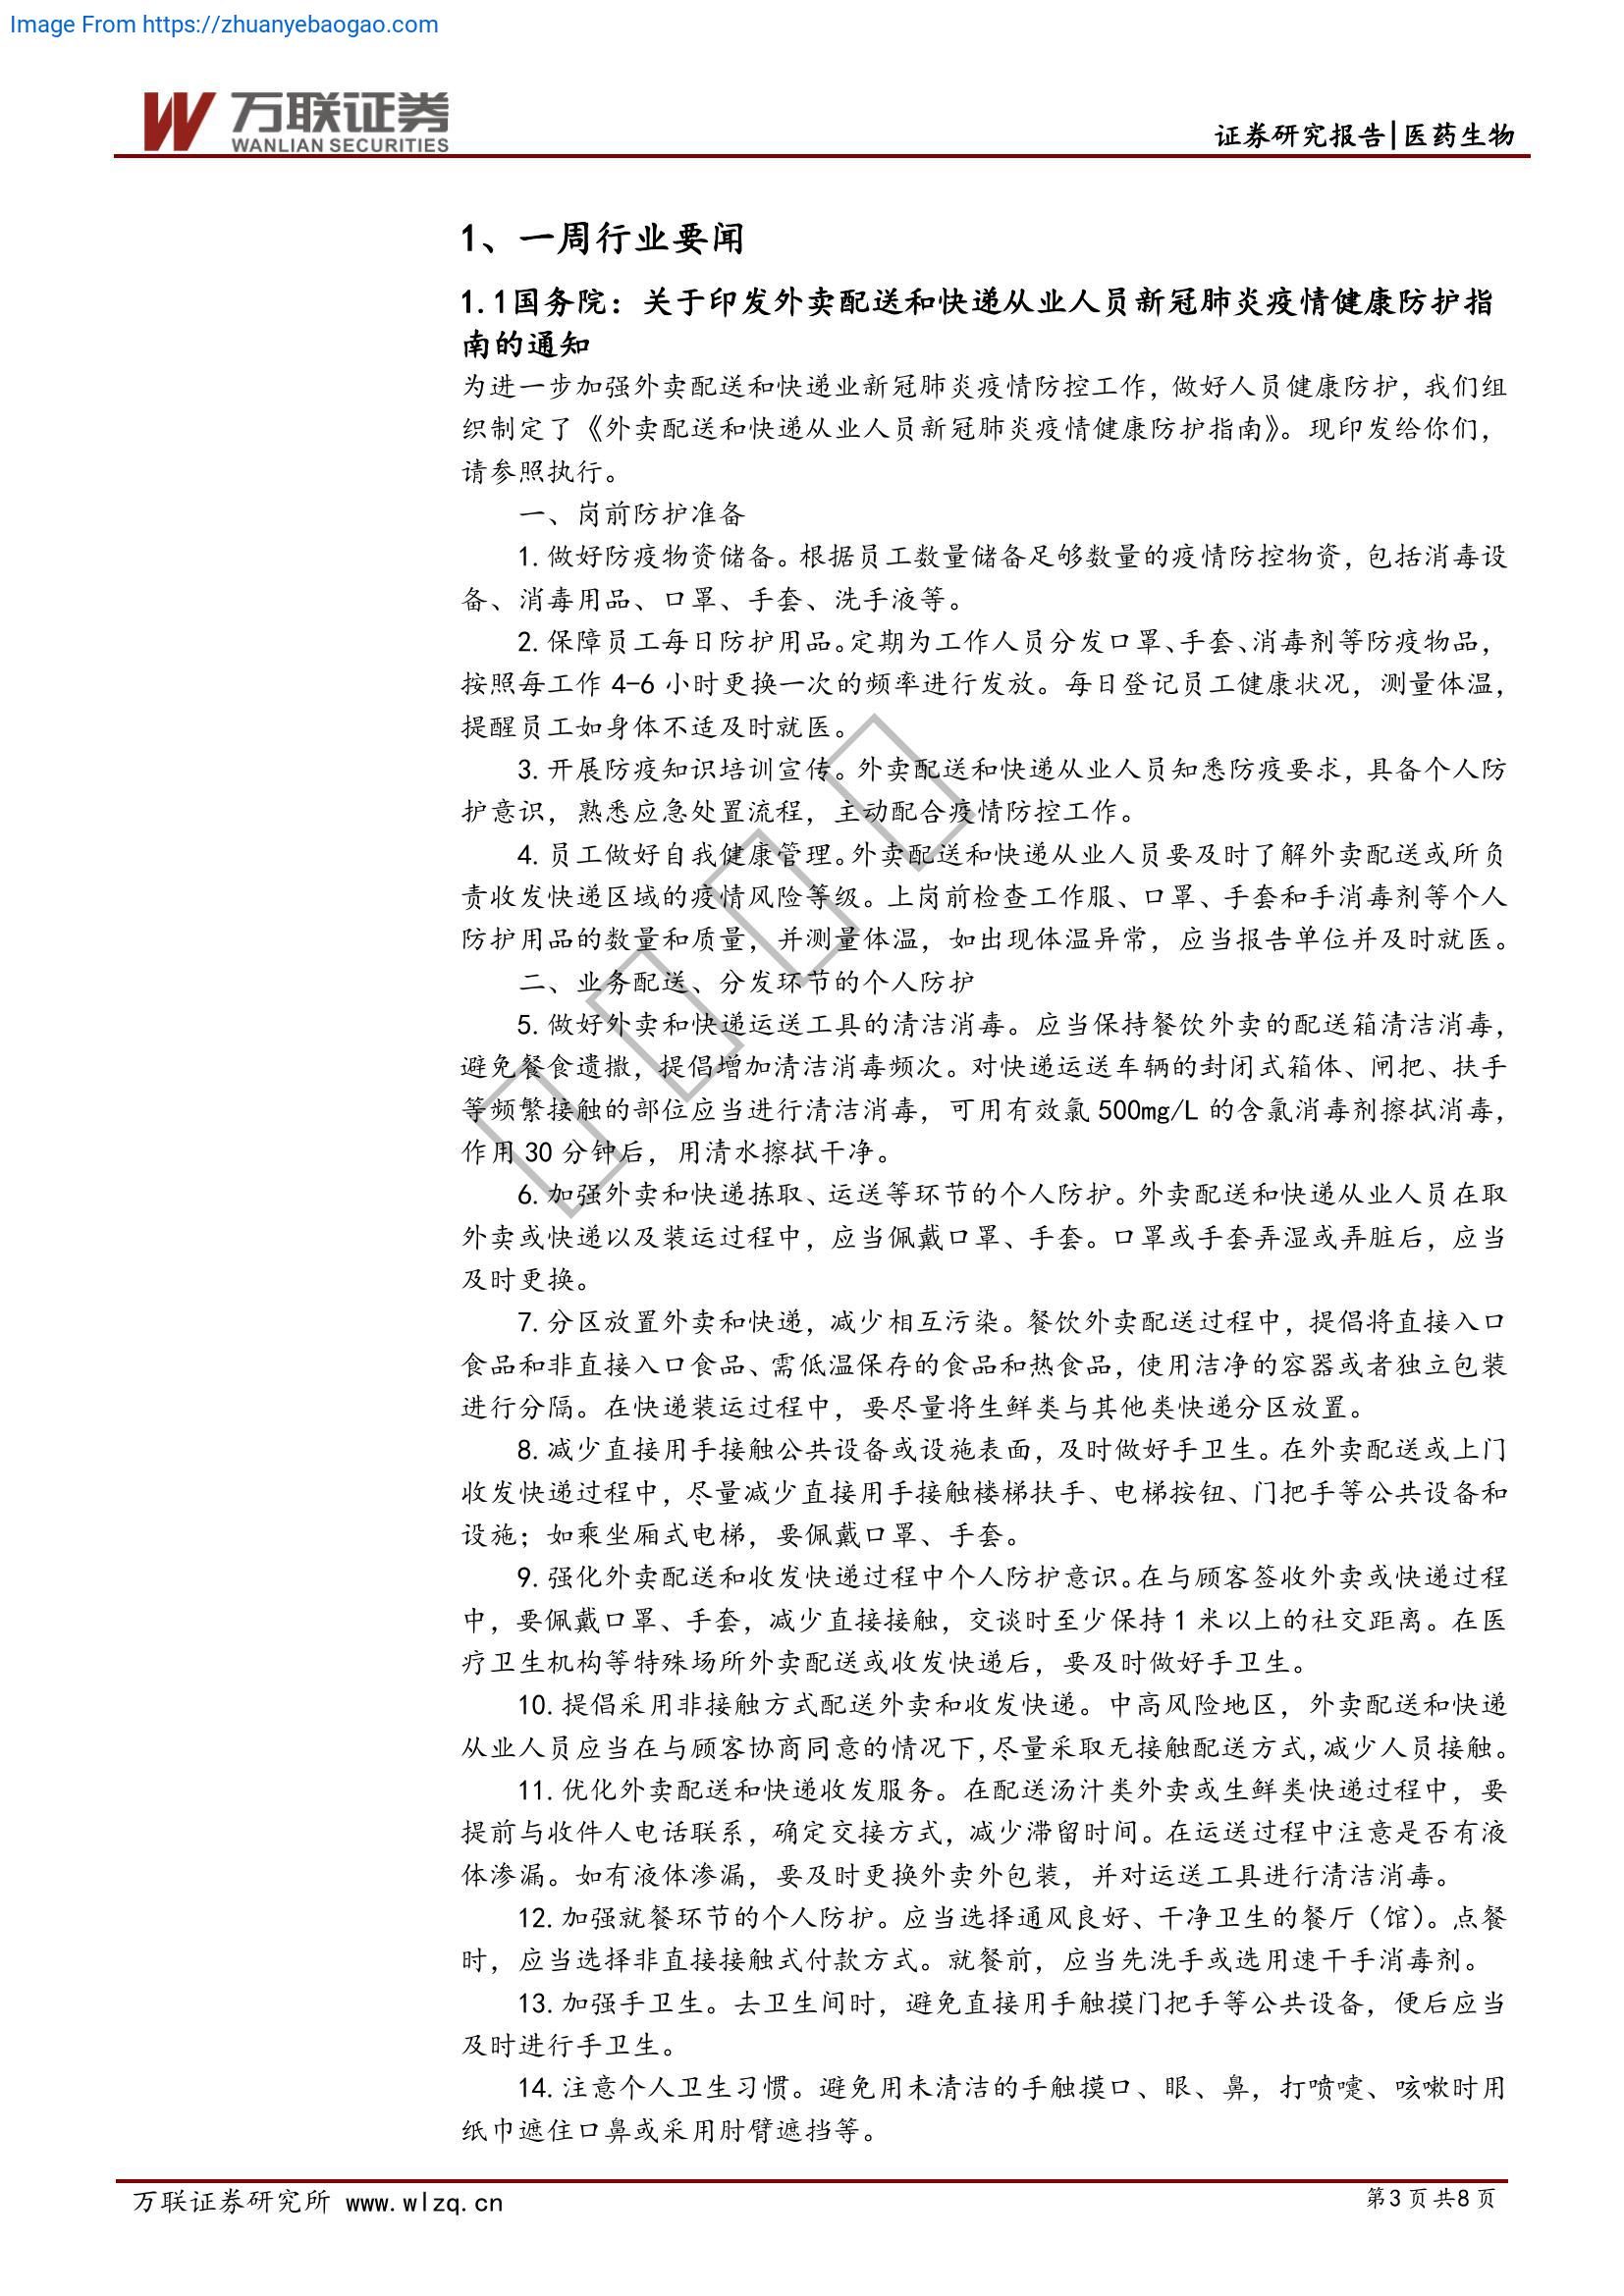 Image From https://zhuanyebaogao.com
万联证券
WANLIAN SECURITIES
证券研究报告|医药生物
1、一周行业要闻
1.1国务院：关于印发外卖配送和快递从业人员新冠肺炎疫情健康防护指
南的通知
为进一步加强外卖配送和快递业新冠肺炎疫情防控工作，做好人员健康防护，我们组
织制定了《外卖配送和快递从业人员新冠肺炎疫情健康防护指南》。现印发给你们，
请参照执行。
一、岗前防护准备
1.做好防疫物资储备。根据员工数量储备足够数量的疫情防控物资，包括消毒设
备、消毒用品、口罩、手套、洗手液等。
2.保障员工每日防护用品。定期为工作人员分发口罩、手套、消毒剂等防疫物品，
按照每工作 4-6 小时更换一次的频率进行发放。每日登记员工健康状况，测量体温，
提醒员工如身体不适及时就医。
3.开展防疫知识培训宣传。外卖配送和快递从业人员知悉防疫要求，具备个人防
护意识，熟悉应急处置流程，主动配合疫情防控工作。
4.员工做好自我健康管理。外卖配送和快递从业人员要及时了解外卖配送或所负
责收发快递区域的疫情风险等级。上岗前检查工作服、口罩、手套和手消毒剂等个人
防护用品的数量和质量，并测量体温，如出现体温异常，应当报告单位并及时就医。
二、业务配送、分发环节的个人防护
5.做好外卖和快递运送工具的清洁消毒。应当保持餐饮外卖的配送箱清洁消毒，
避免餐食遗撒，提倡增加清洁消毒频次。对快递运送车辆的封闭式箱体、闸把、扶手
等频繁接触的部位应当进行清洁消毒，可用有效氯 500mg/L 的含氯消毒剂擦拭消毒，
作用 30 分钟后，用清水擦拭干净。
6.加强外卖和快递拣取、运送等环节的个人防护。外卖配送和快递从业人员在取
外卖或快递以及装运过程中，应当佩戴口罩、手套。口罩或手套弄湿或弄脏后，应当
及时更换。
7.分区放置外卖和快递，减少相互污染。餐饮外卖配送过程中，提倡将直接入口
食品和非直接入口食品、需低温保存的食品和热食品，使用洁净的容器或者独立包装
进行分隔。在快递装运过程中，要尽量将生鲜类与其他类快递分区放置。
8.减少直接用手接触公共设备或设施表面，及时做好手卫生。在外卖配送或上门
收发快递过程中，尽量减少直接用手接触楼梯扶手、电梯按钮、门把手等公共设备和
设施；如乘坐厢式电梯，要佩戴口罩、手套。
9.强化外卖配送和收发快递过程中个人防护意识。在与顾客签收外卖或快递过程
中，要佩戴口罩、手套，减少直接接触，交谈时至少保持 1 米以上的社交距离。在医
疗卫生机构等特殊场所外卖配送或收发快递后，要及时做好手卫生。
10.提倡采用非接触方式配送外卖和收发快递。中高风险地区，外卖配送和快递
从业人员应当在与顾客协商同意的情况下,尽量采取无接触配送方式,减少人员接触。
11.优化外卖配送和快递收发服务。在配送汤汁类外卖或生鲜类快递过程中，要
提前与收件人电话联系，确定交接方式，减少滞留时间。在运送过程中注意是否有液
体渗漏。如有液体渗漏，要及时更换外卖外包装，并对运送工具进行清洁消毒。
12.加强就餐环节的个人防护。应当选择通风良好、干净卫生的餐厅（馆）。点餐
时，应当选择非直接接触式付款方式。就餐前，应当先洗手或选用速干手消毒剂。
13.加强手卫生。去卫生间时，避免直接用手触摸门把手等公共设备，便后应当
及时进行手卫生。
14.注意个人卫生习惯。避免用未清洁的手触摸口、眼、鼻，打喷嚏、咳嗽时用
纸巾遮住口鼻或采用肘臂遮挡等。
万联证券研究所 www.wlzq.cn
第3页共8页